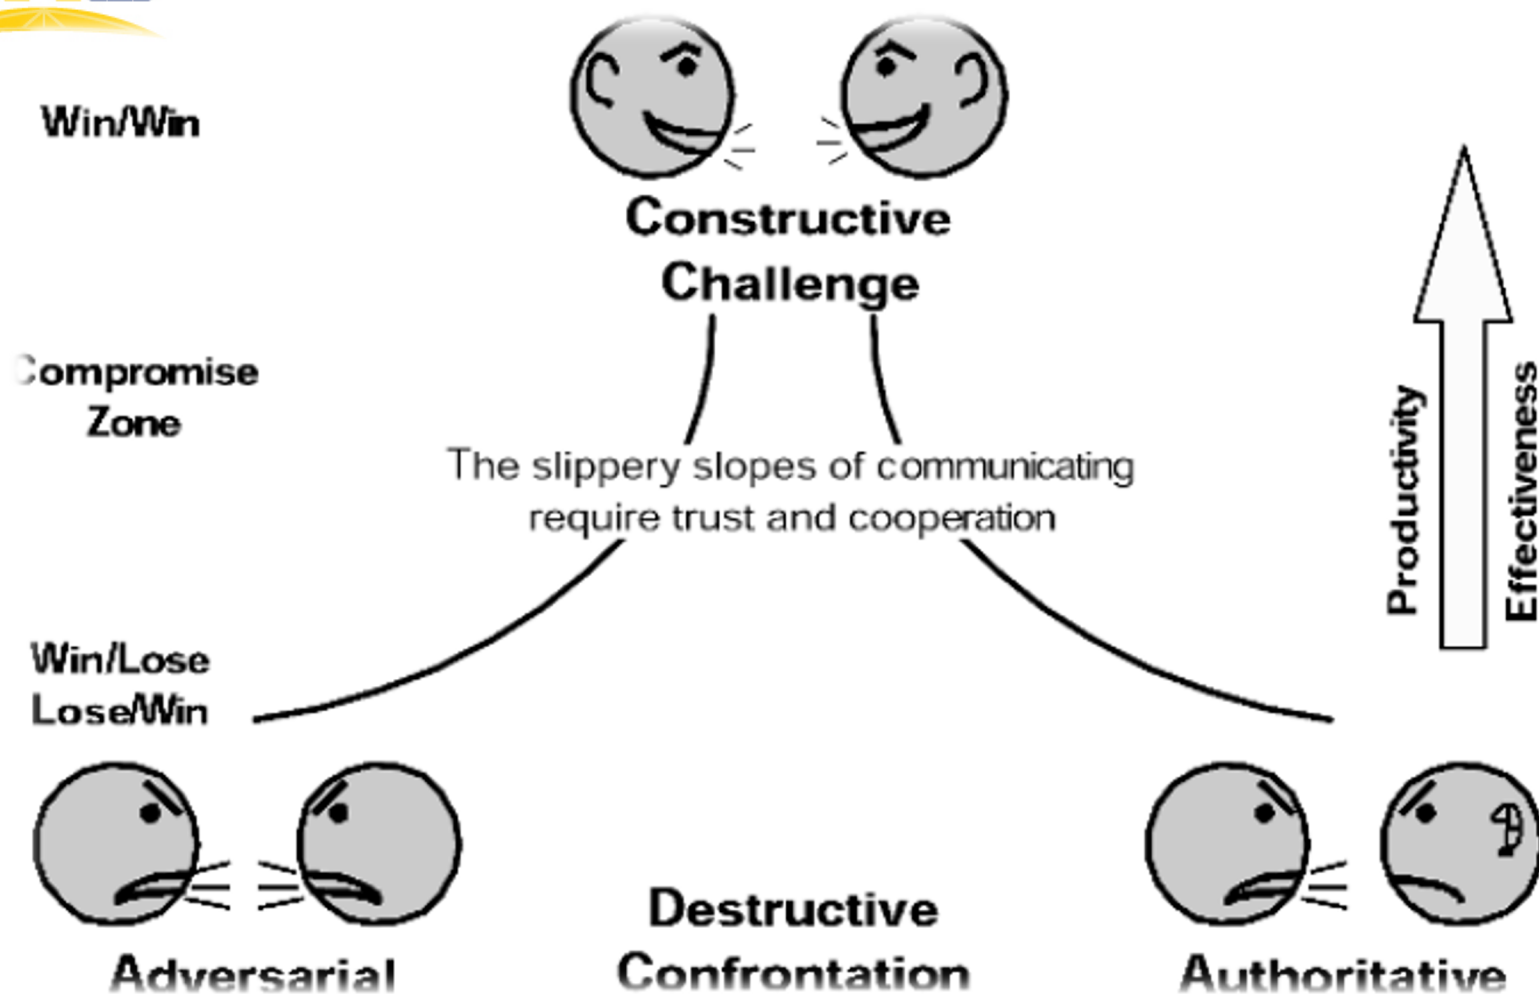 Win/Win
Constructive
Challenge
Compromise
Zone
The slippery slopes of communicating
require trust and cooperation
Productivity
Effectiveness
Win/Lose
Lose/Win
Destructive
Confrontation
Adversarial
Authoritative